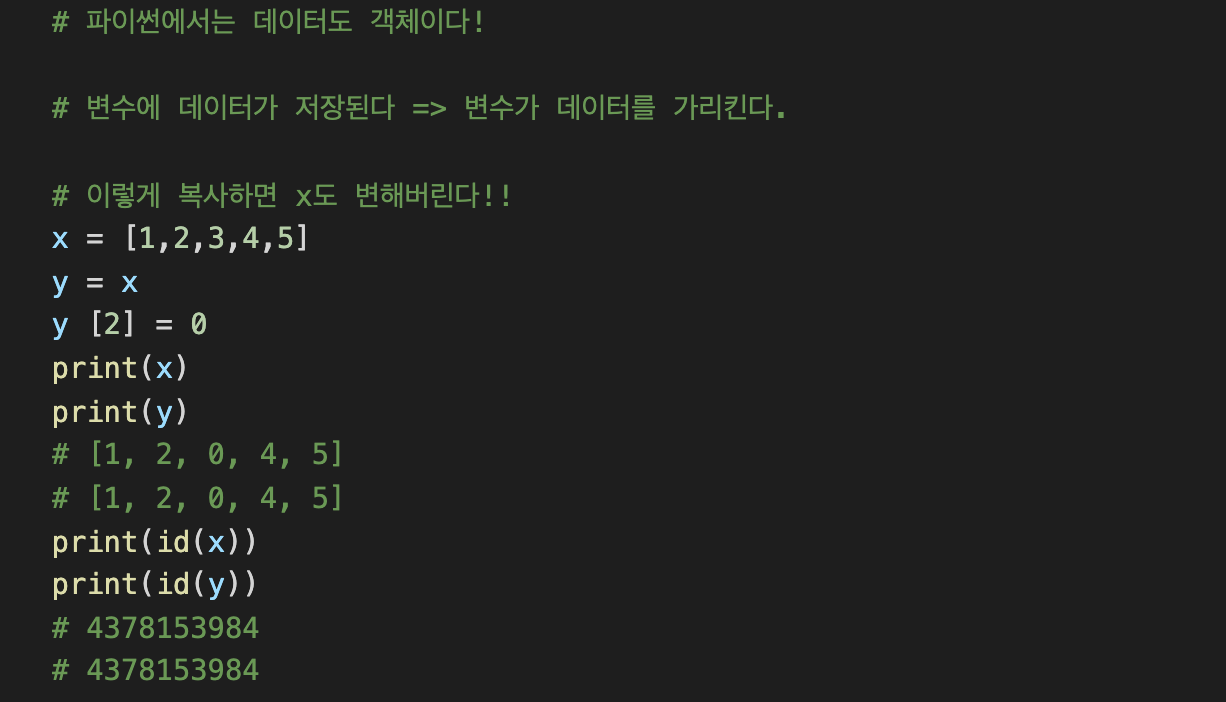 # 파이썬에서는 데이터도 객체이다!
# 변수에 데이터가 저장된다 => 변수가 데이터를 가리킨다.
# 이렇게 복사하면 x도 변해버린다!!
x = [1,2,3,4,5]
y = x
y [2] = 0
print(x)
print(y)
# [1, 2, 0, 4, 5]
# [1, 2, 0, 4, 5]
print(id(x))
print(id(y))
# 4378153984
# 4378153984